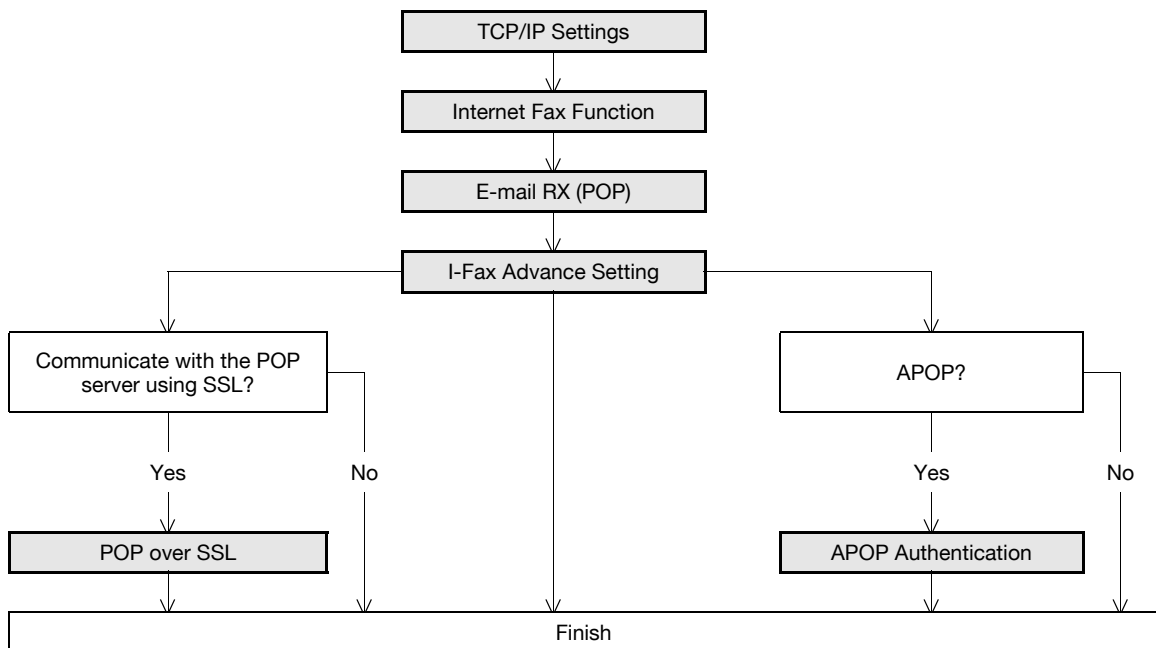 TCP/IP Settings
Internet Fax Function
E-mail RX (POP)
I-Fax Advance Setting
Communicate with the POP
server using SSL?
APOP?
Yes
No
Yes
No
POP over SSL
APOP Authentication
Finish